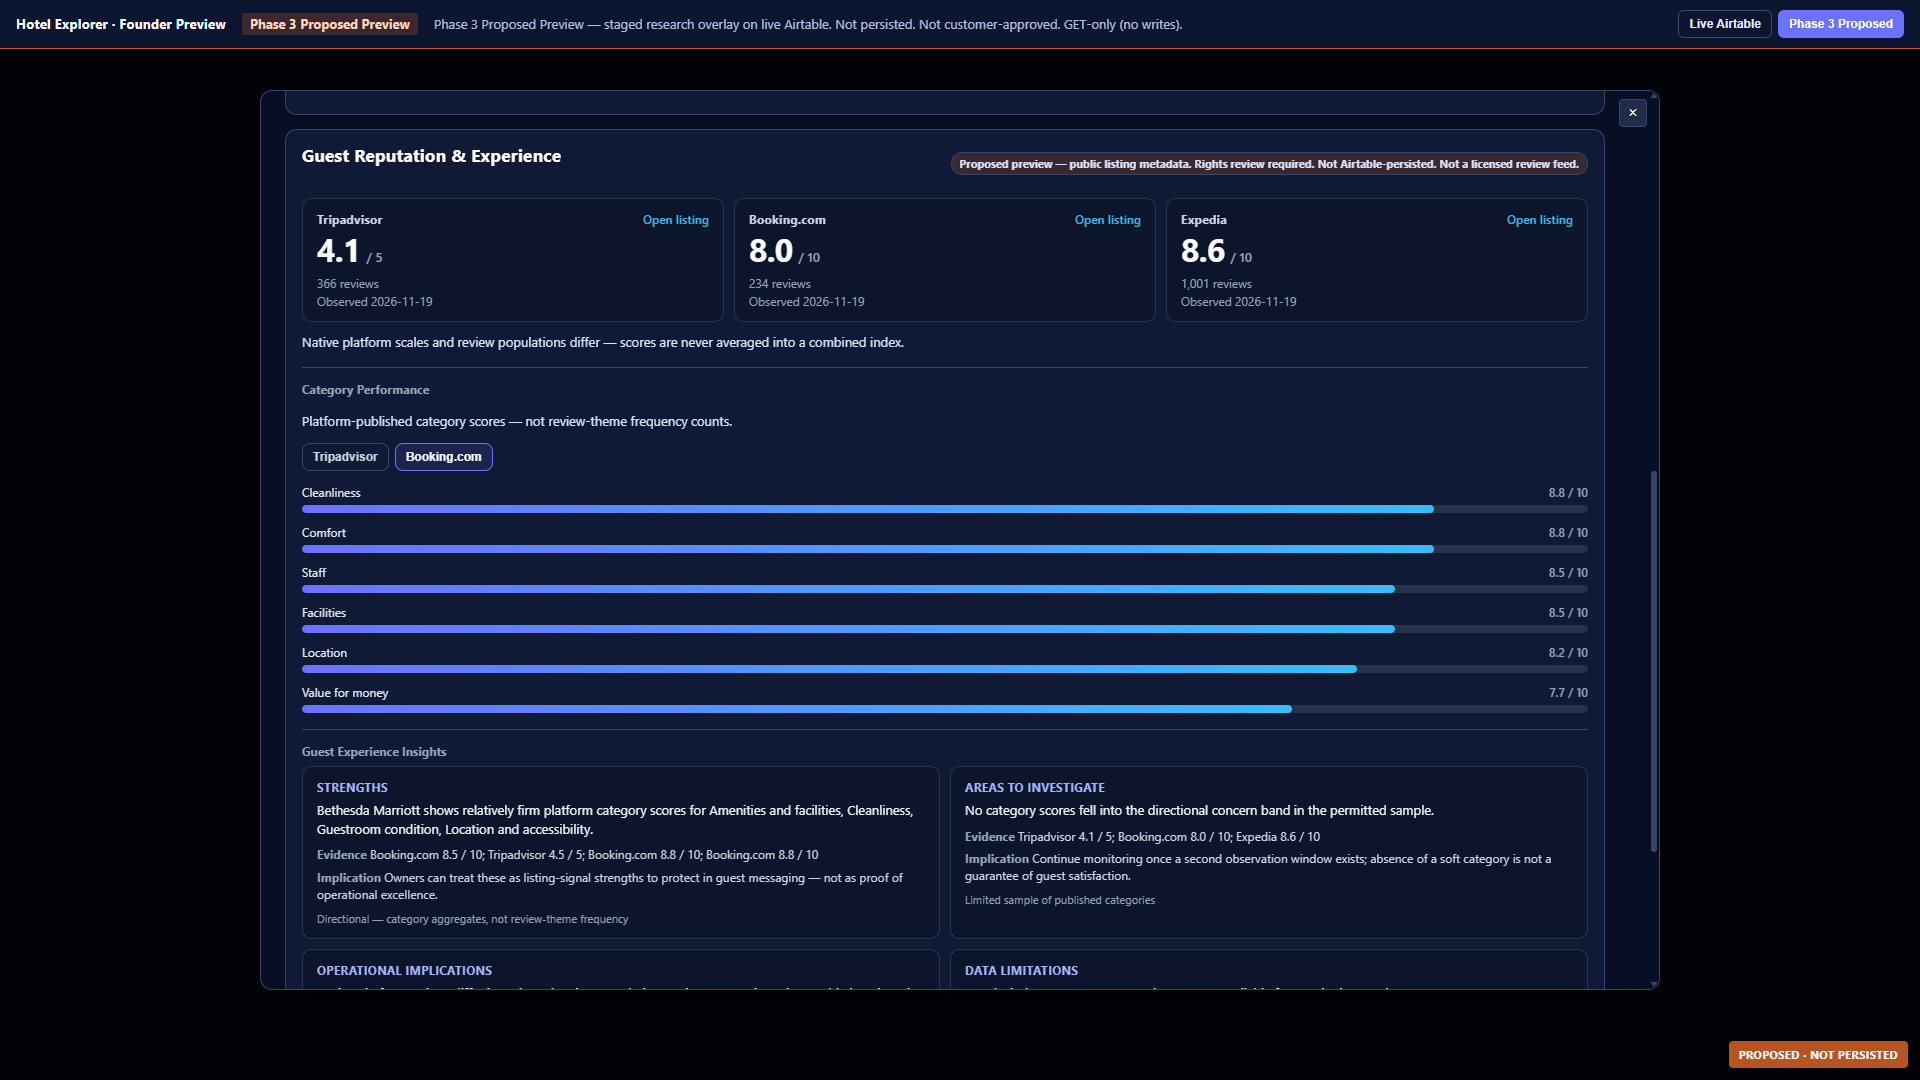 Hotel Explorer · Founder Preview
Phase 3 Proposed Preview
Phase 3 Proposed Preview — staged research overlay on live Airtable. Not persisted. Not customer-approved. GET-only (no writes).
Live Airtable
Phase 3 Proposed
×
Guest Reputation & Experience
Proposed preview — public listing metadata. Rights review required. Not Airtable-persisted. Not a licensed review feed.
Tripadvisor
Open listing
4.1 / 5
366 reviews
Observed 2026-11-19
Booking.com
Open listing
8.0 / 10
234 reviews
Observed 2026-11-19
Expedia
Open listing
8.6 / 10
1,001 reviews
Observed 2026-11-19
Native platform scales and review populations differ — scores are never averaged into a combined index.
Category Performance
Platform-published category scores — not review-theme frequency counts.
Tripadvisor
Booking.com
Cleanliness
8.8 / 10
Comfort
8.8 / 10
Staff
8.5 / 10
Facilities
8.5 / 10
Location
8.2 / 10
Value for money
7.7 / 10
Guest Experience Insights
STRENGTHS
Bethesda Marriott shows relatively firm platform category scores for Amenities and facilities, Cleanliness,
Guestroom condition, Location and accessibility.
Evidence Booking.com 8.5 / 10; Tripadvisor 4.5 / 5; Booking.com 8.8 / 10; Booking.com 8.8 / 10
Implication Owners can treat these as listing-signal strengths to protect in guest messaging — not as proof of
operational excellence.
Directional — category aggregates, not review-theme frequency
AREAS TO INVESTIGATE
No category scores fell into the directional concern band in the permitted sample.
Evidence Tripadvisor 4.1 / 5; Booking.com 8.0 / 10; Expedia 8.6 / 10
Implication Continue monitoring once a second observation window exists; absence of a soft category is not a
guarantee of guest satisfaction.
Limited sample of published categories
OPERATIONAL IMPLICATIONS
DATA LIMITATIONS
PROPOSED · NOT PERSISTED